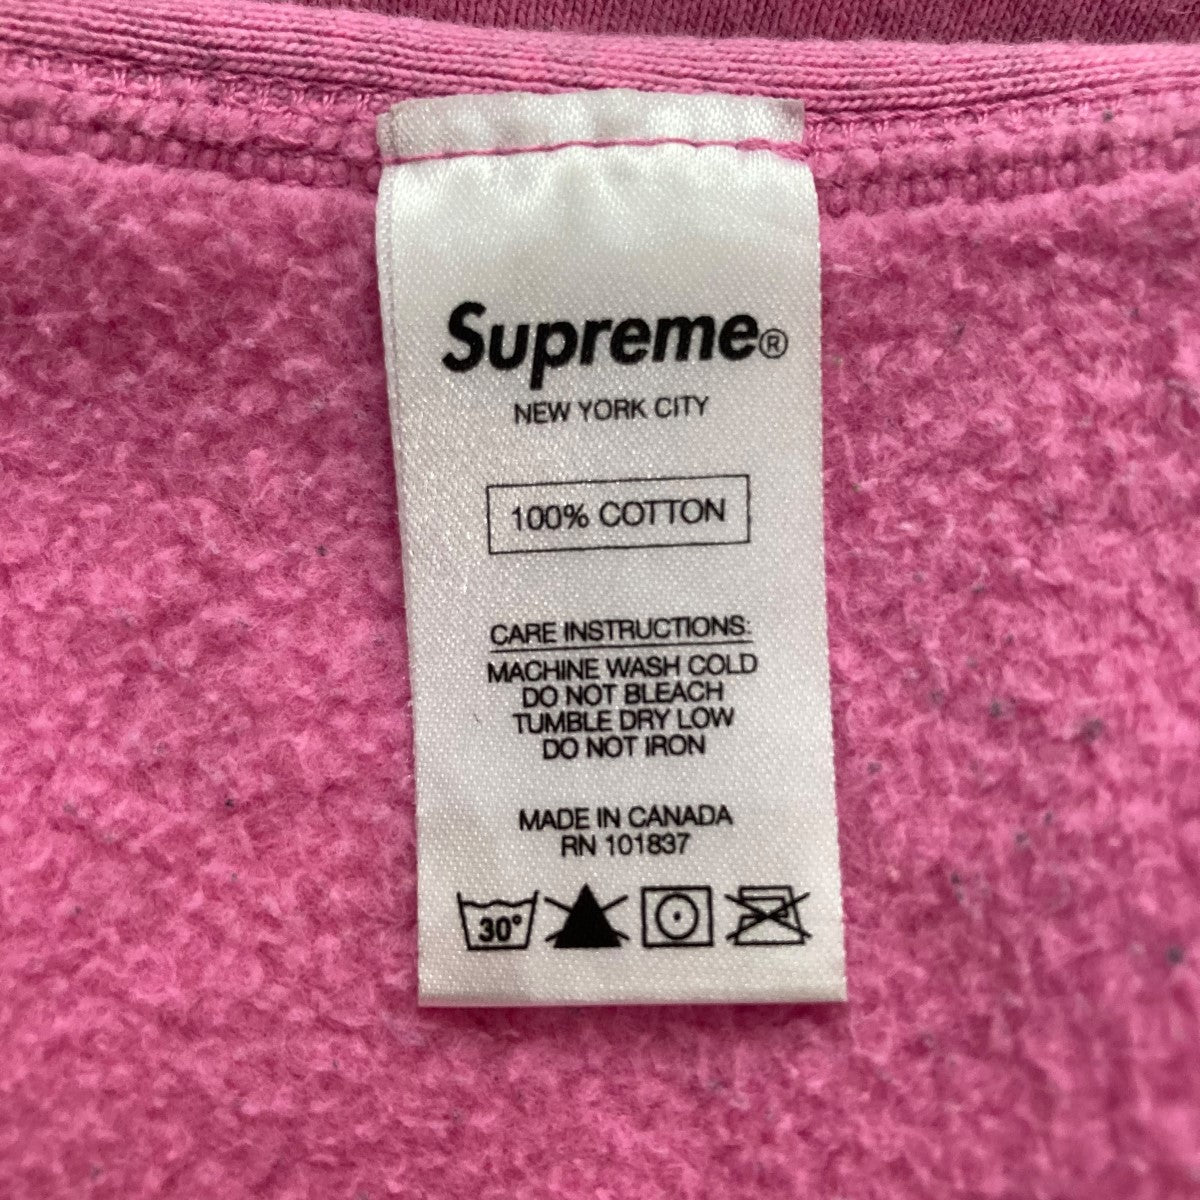 Supreme®
NEW YORK CITY
100% COTTON
CARE INSTRUCTIONS:
MACHINE WASH COLD
DO NOT BLEACH
TUMBLE DRY LOW
DO NOT IRON
MADE IN CANADA
RN 101837
30°